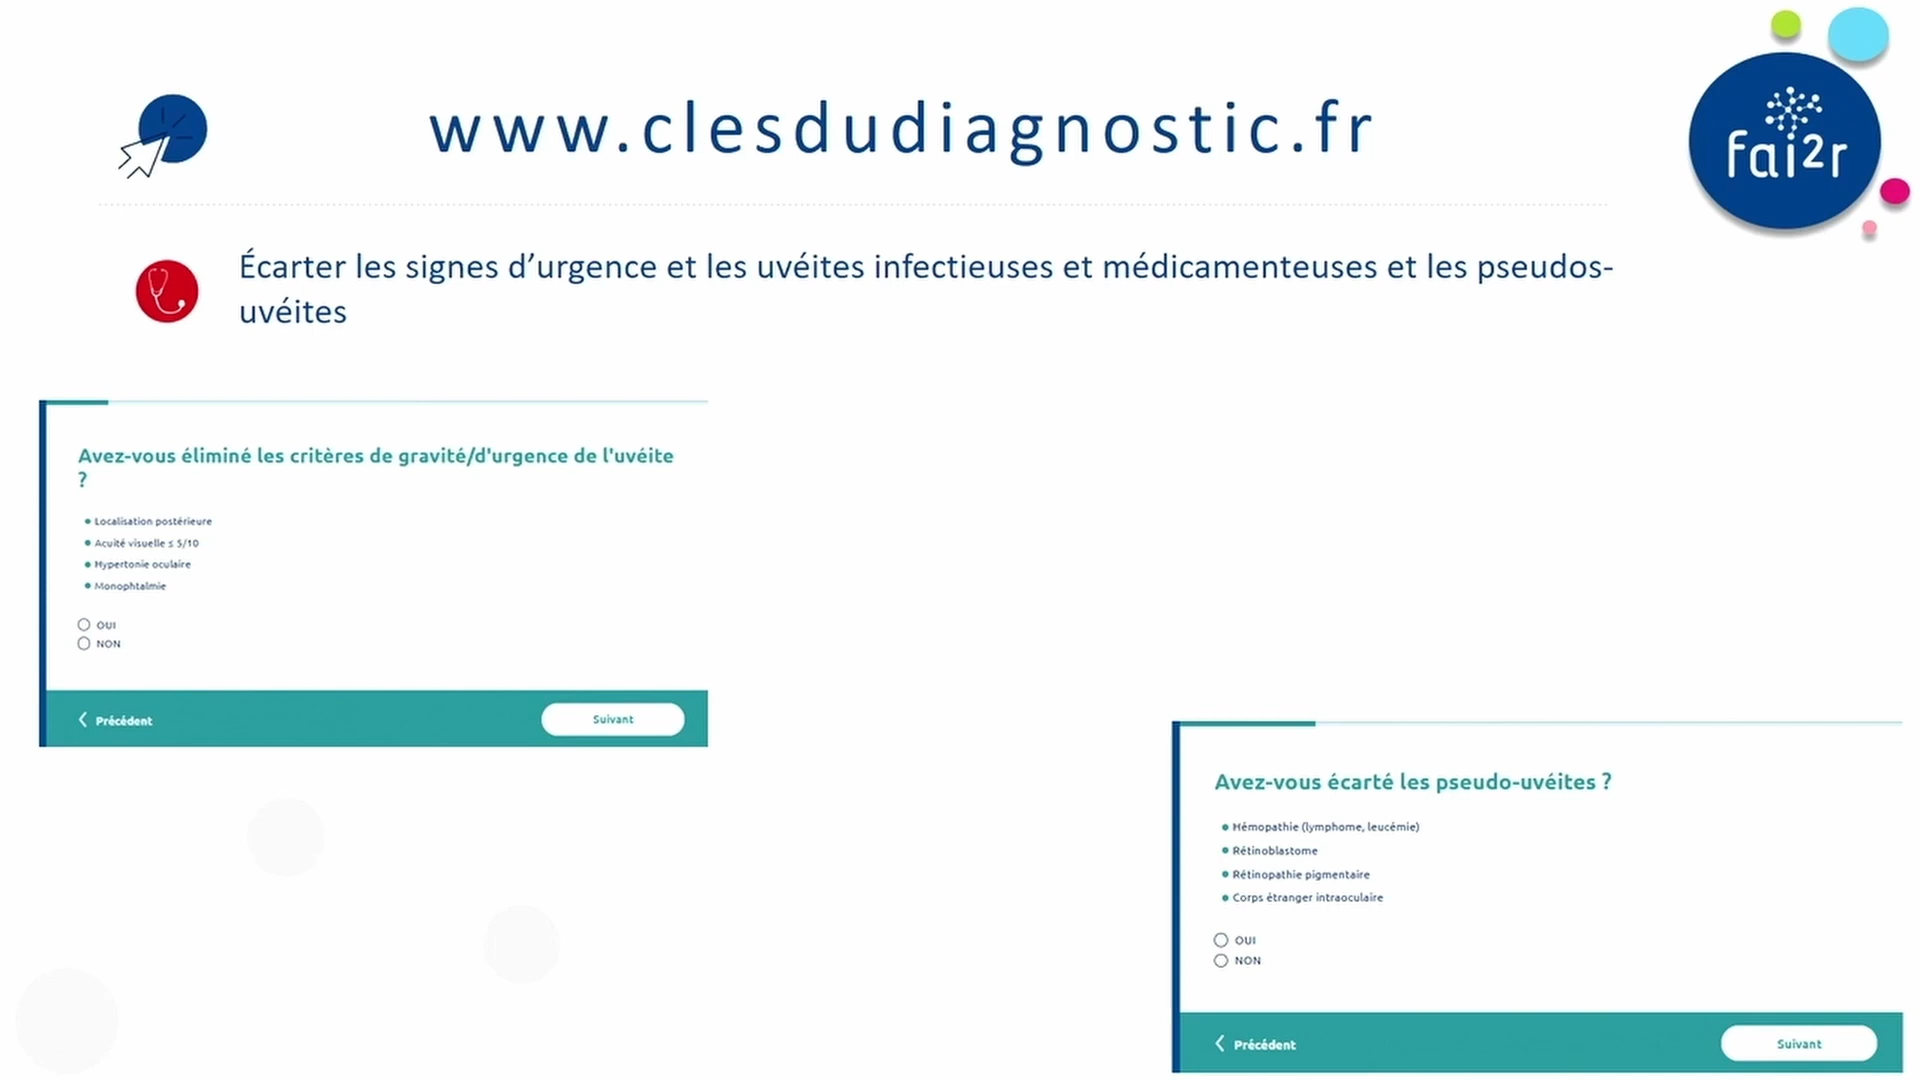 www.clesdudiagnostic.fr
fai2r
Écarter les signes d’urgence et les uvéites infectieuses et médicamenteuses et les pseudos-
uvéites
Avez-vous éliminé les critères de gravité/d'urgence de l'uvéite
?
Localisation postérieure
Acuité visuelle ≤ 5/10
Hypertonie oculaire
Monophtalmie
OUI
NON
Précédent
Suivant
Avez-vous écarté les pseudo-uvéites ?
Hémopathie (lymphome, leucémie)
Rétinoblastome
Rétinopathie pigmentaire
Corps étranger intraoculaire
OUI
NON
Précédent
Suivant